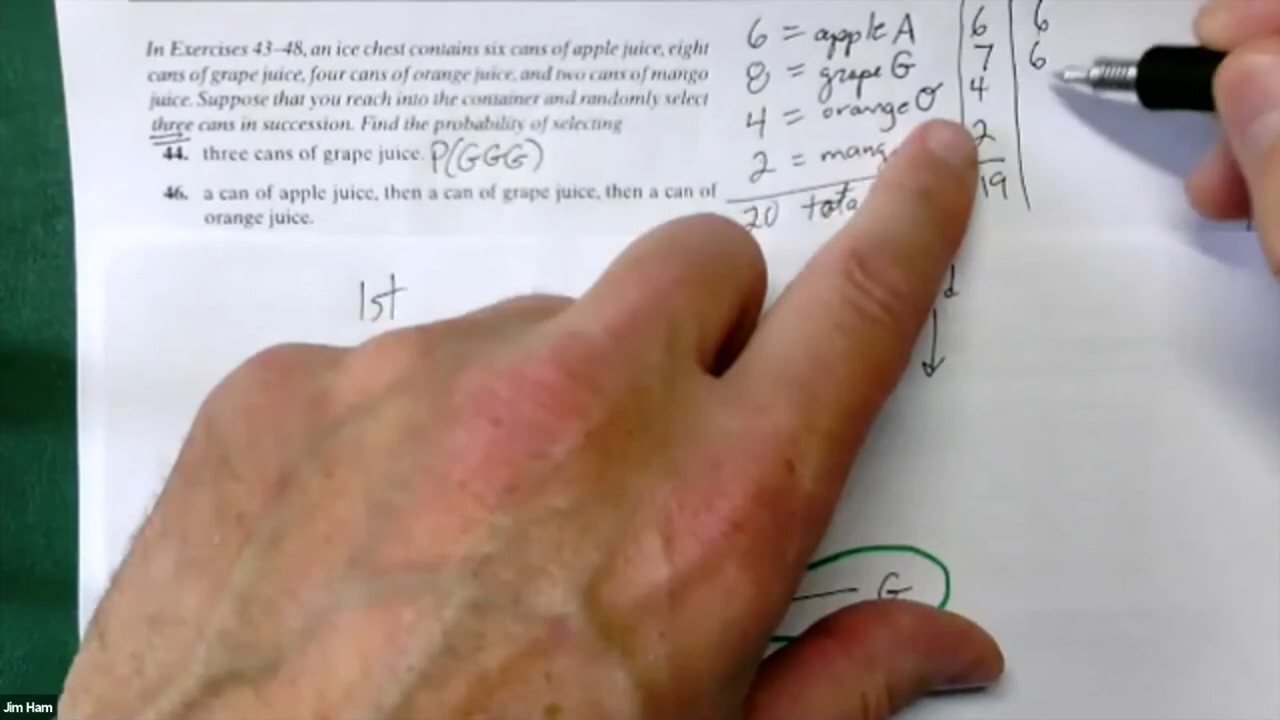 In Exercises 43–48, an ice chest contains six cans of apple juice, eight
cans of grape juice, four cans of orange juice, and two cans of mango
juice. Suppose that you reach into the container and randomly select
three cans in succession. Find the probability of selecting
44. three cans of grape juice. P(GGG)
46. a can of apple juice, then a can of grape juice, then a can of
orange juice.
6 = apple A
8 = grape G
4 = orange O
2 = mang
20 tota
6
7
4
2
19
6
6
1st
G
Jim Ham